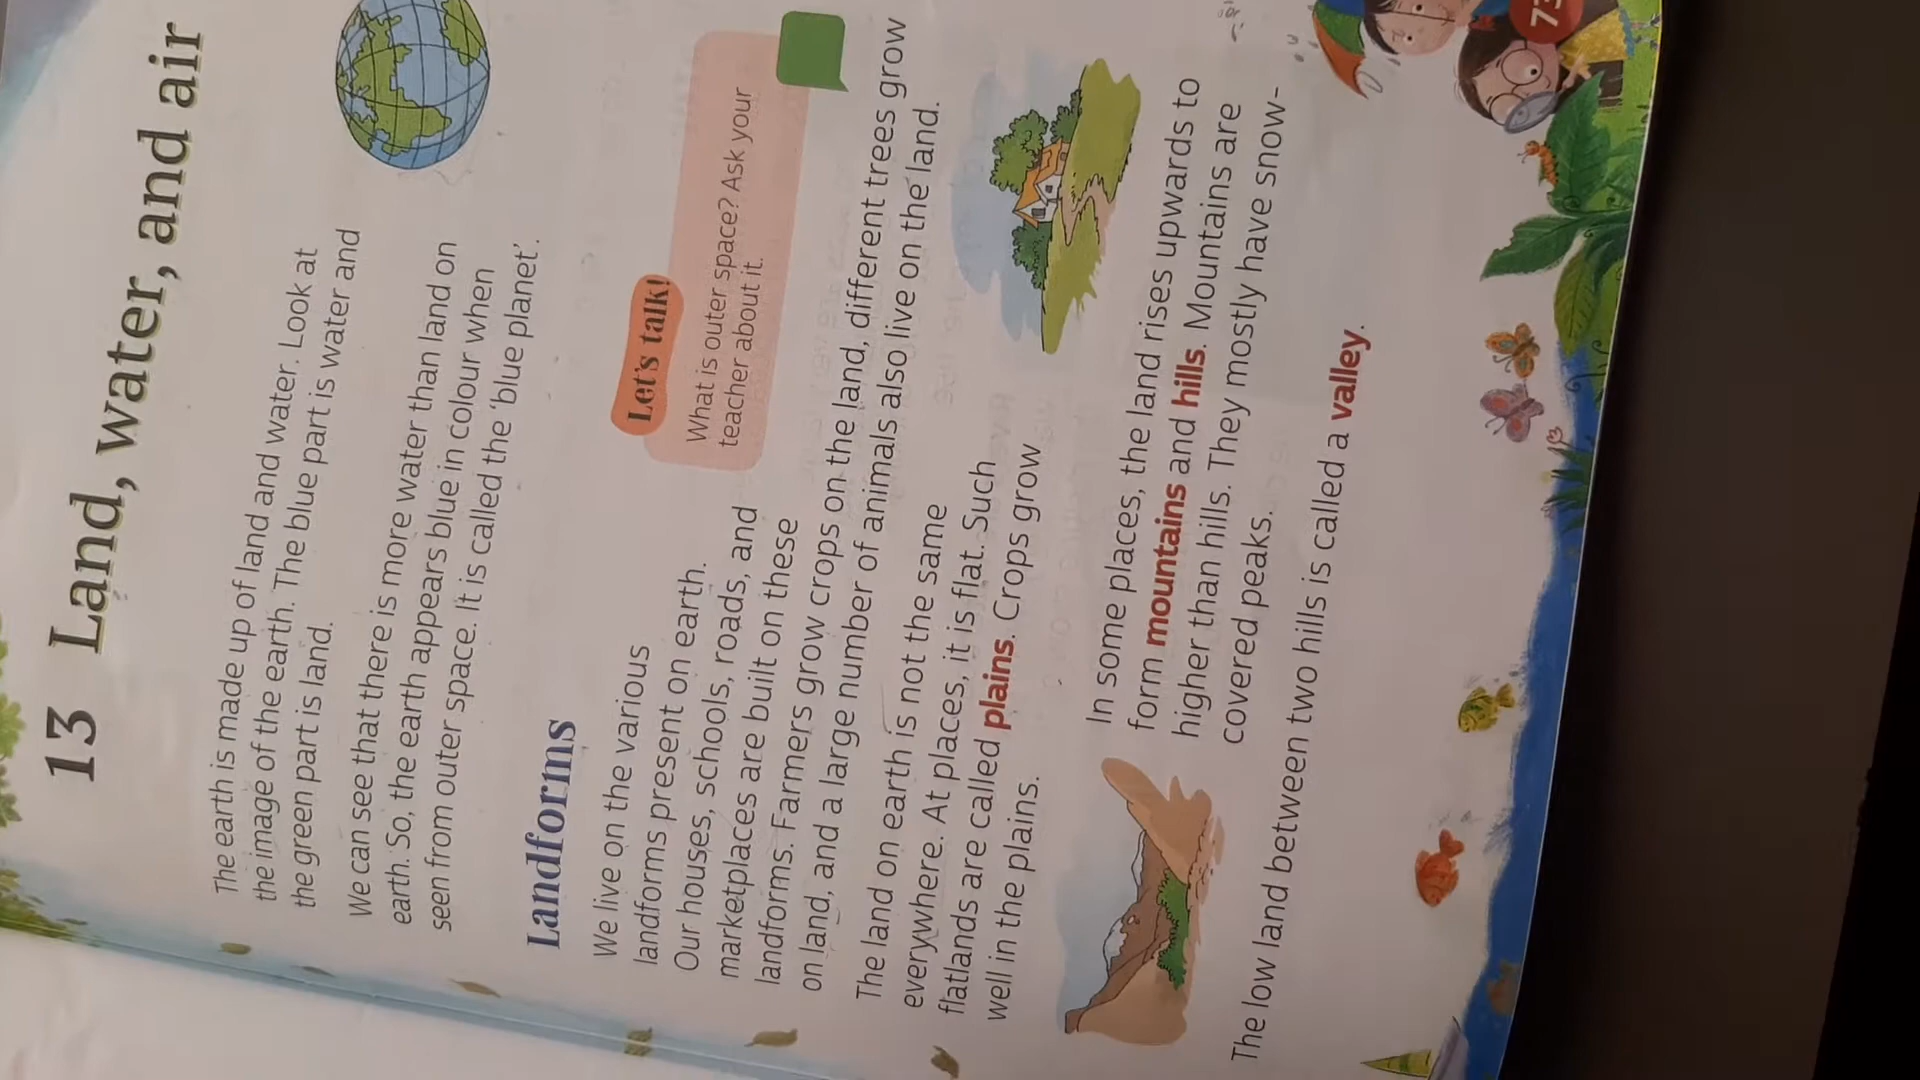 13 Land, water, and air
The earth is made up of land and water. Look at
the image of the earth. The blue part is water and
the green part is land.
We can see that there is more water than land on
earth. So, the earth appears blue in colour when
seen from outer space. It is called the ‘blue planet’.
Landforms
We live on the various
landforms present on earth.
Our houses, schools, roads, and
marketplaces are built on these
landforms. Farmers grow crops on the land, different trees grow
on land, and a large number of animals also live on the land.
Let's talk!
What is outer space? Ask your
teacher about it.
The land on earth is not the same
everywhere. At places, it is flat. Such
flatlands are called plains. Crops grow
well in the plains.
In some places, the land rises upwards to
form mountains and hills. Mountains are
higher than hills. They mostly have snow-
covered peaks.
The low land between two hills is called a valley.
73